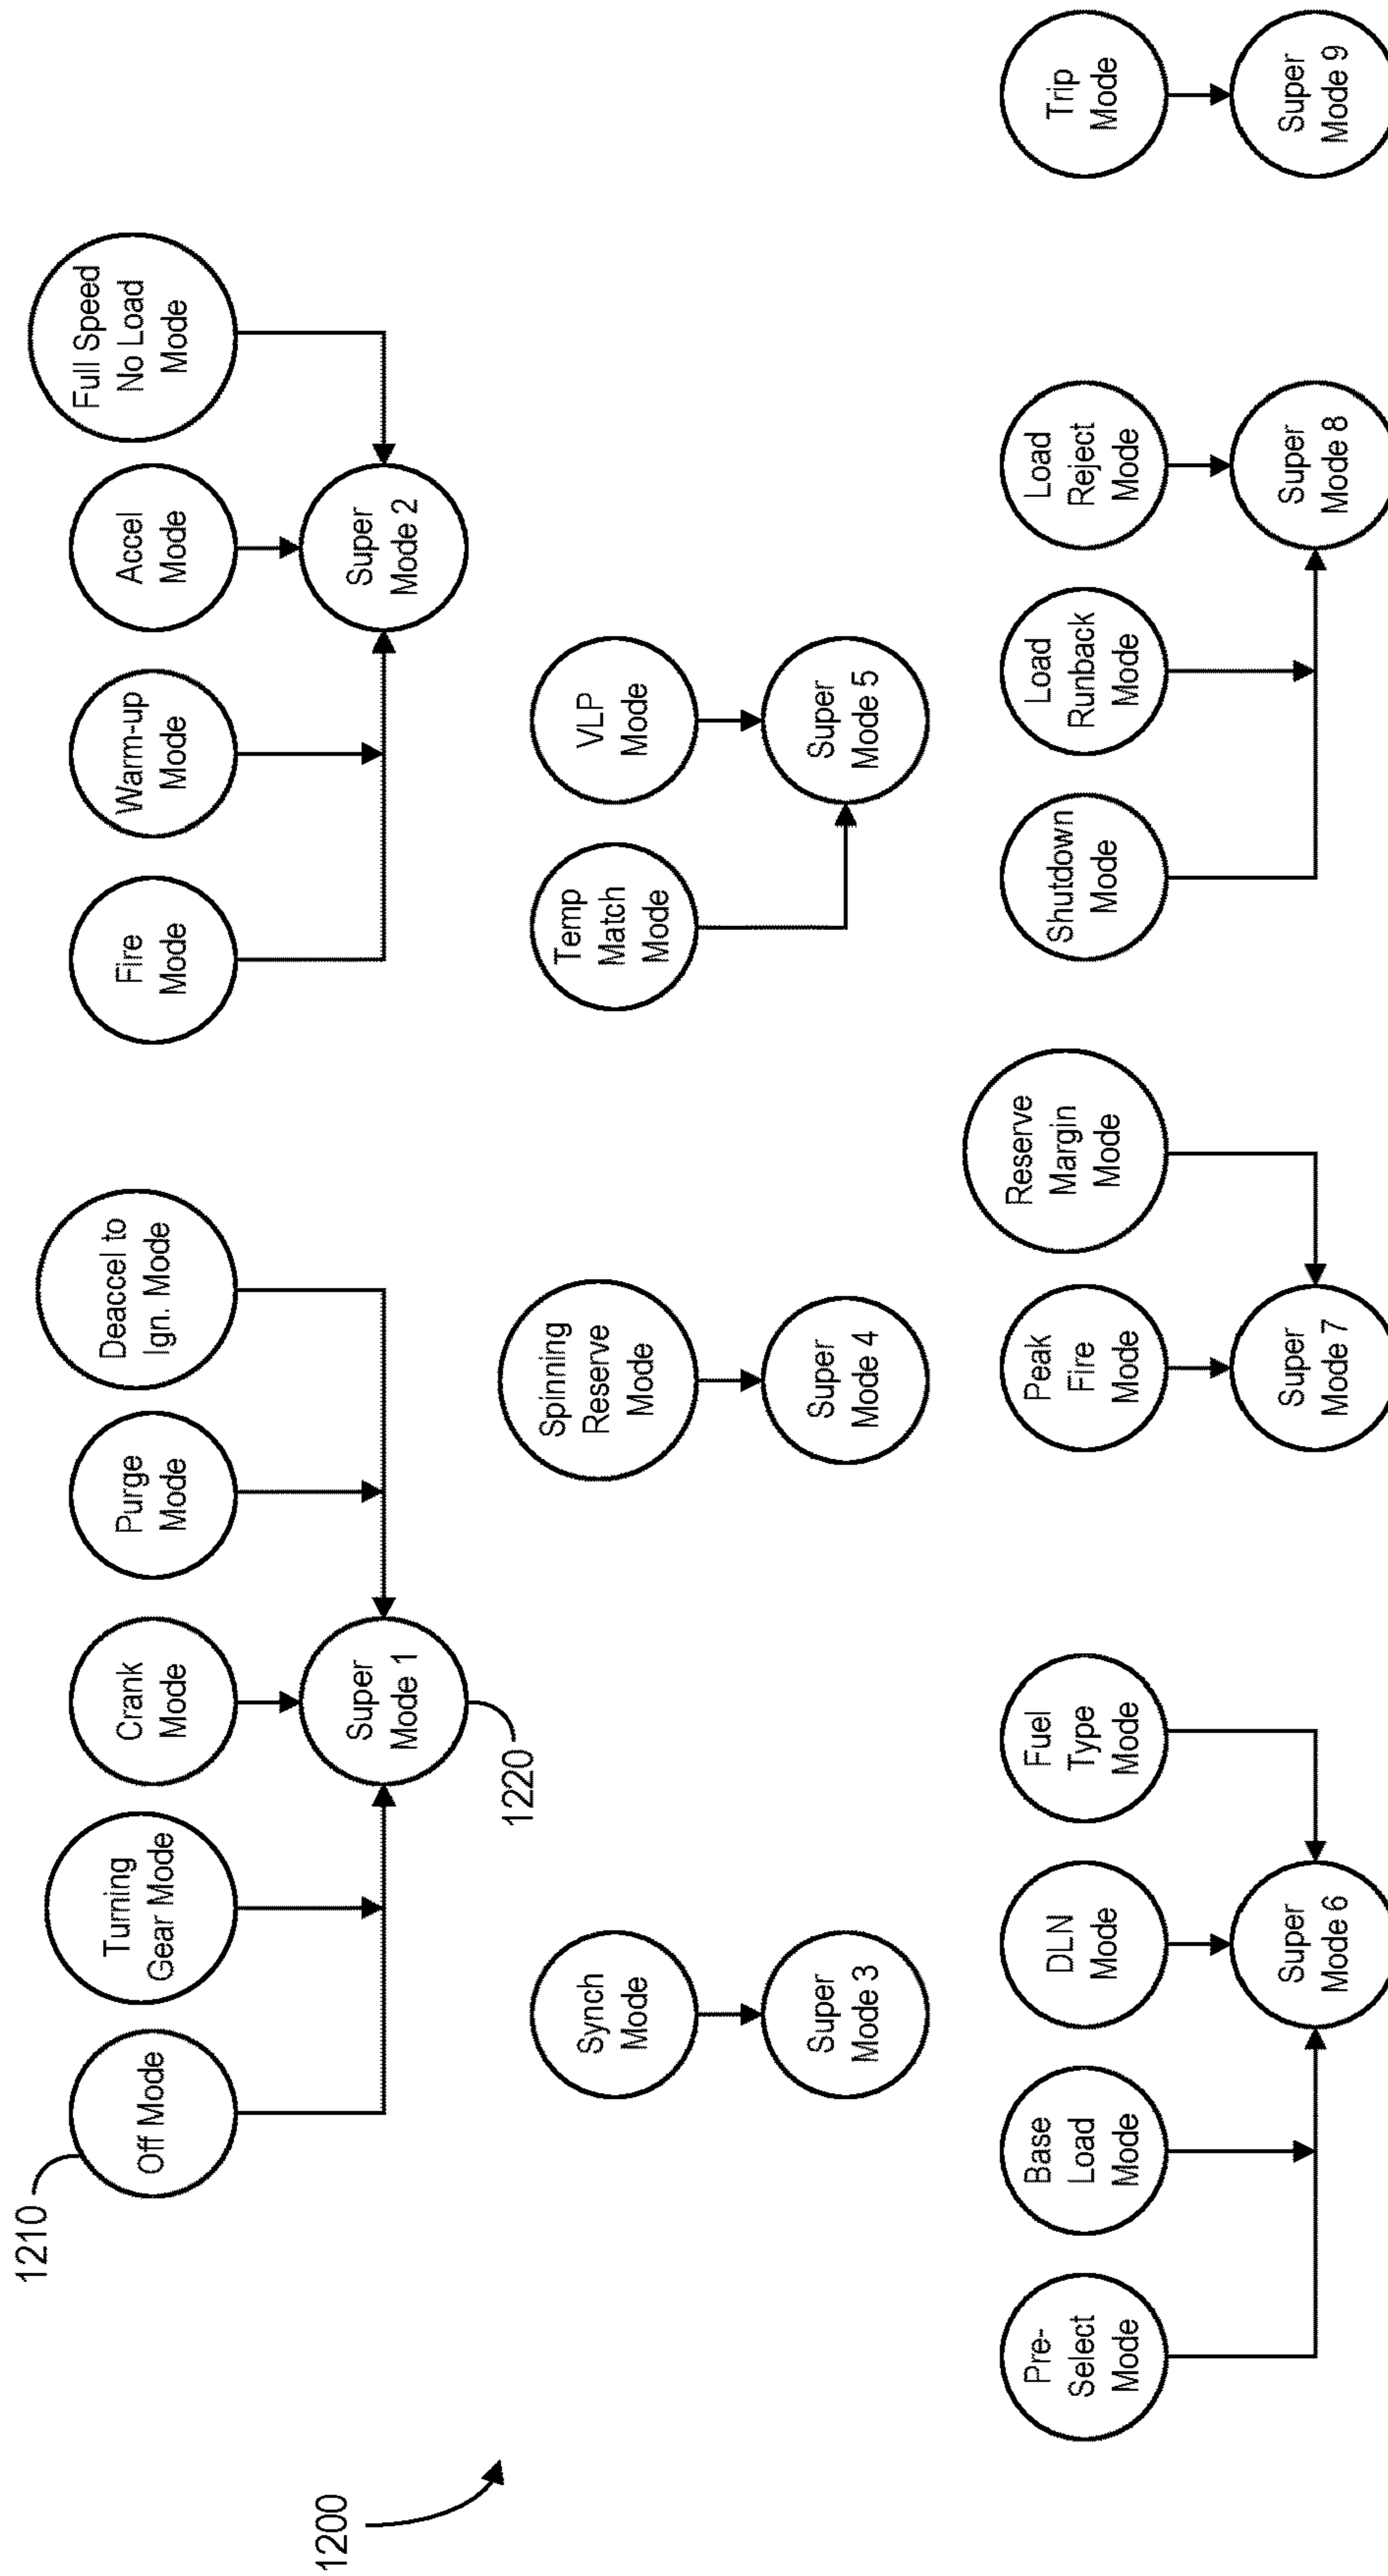 1200
1210
Off Mode
Turning
Gear Mode
Crank
Mode
Purge
Mode
Deaccel to
Ign. Mode
Super
Mode 1
1220
Fire
Mode
Warm-up
Mode
Accel
Mode
Full Speed
No Load
Mode
Super
Mode 2
Synch
Mode
Super
Mode 3
Spinning
Reserve
Mode
Super
Mode 4
Temp
Match
Mode
VLP
Mode
Super
Mode 5
Pre-
Select
Mode
Base
Load
Mode
DLN
Mode
Fuel
Type
Mode
Super
Mode 6
Peak
Fire
Mode
Reserve
Margin
Mode
Super
Mode 7
Shutdown
Mode
Load
Runback
Mode
Load
Reject
Mode
Super
Mode 8
Trip
Mode
Super
Mode 9